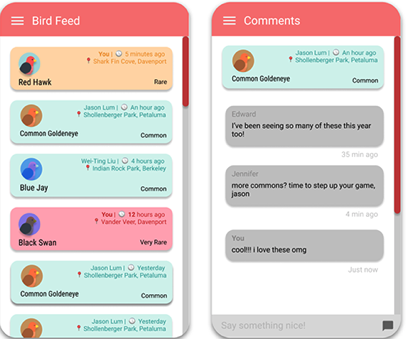 Bird Feed
You | 5 minutes ago
Shark Fin Cove, Davenport
Red Hawk
Rare
Jason Lum | An hour ago
Shollenberger Park, Petaluma
Common Goldeneye
Common
Wei-Ting Liu | 4 hours ago
Indian Rock Park, Berkeley
Blue Jay
Common
You | 12 hours ago
Vander Veer, Davenport
Black Swan
Very Rare
Jason Lum | Yesterday
Shollenberger Park, Petaluma
Common Goldeneye
Common
Jason Lum | Yesterday
Shollenberger Park, Petaluma
Comments
Jason Lum | An hour ago
Shollenberger Park, Petaluma
Common Goldeneye
Common
Edward
I've been seeing so many of these this year
too!
35 min ago
Jennifer
more commons? time to step up your game,
jason
4 min ago
You
cool!!! i love these omg
Just now
Say something nice!